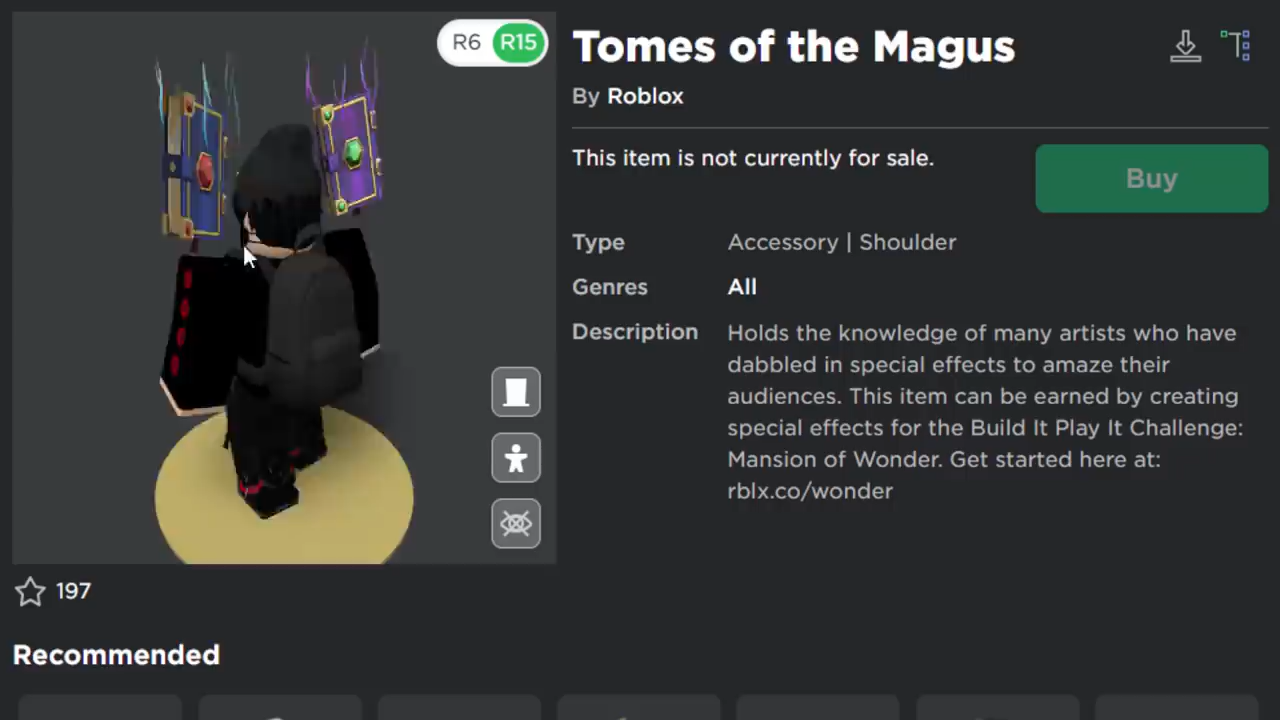 R6 R15
Tomes of the Magus
By Roblox
This item is not currently for sale.
Buy
Type Accessory | Shoulder
Genres All
Description Holds the knowledge of many artists who have
dabbled in special effects to amaze their
audiences. This item can be earned by creating
special effects for the Build It Play It Challenge:
Mansion of Wonder. Get started here at:
rblx.co/wonder
197
Recommended